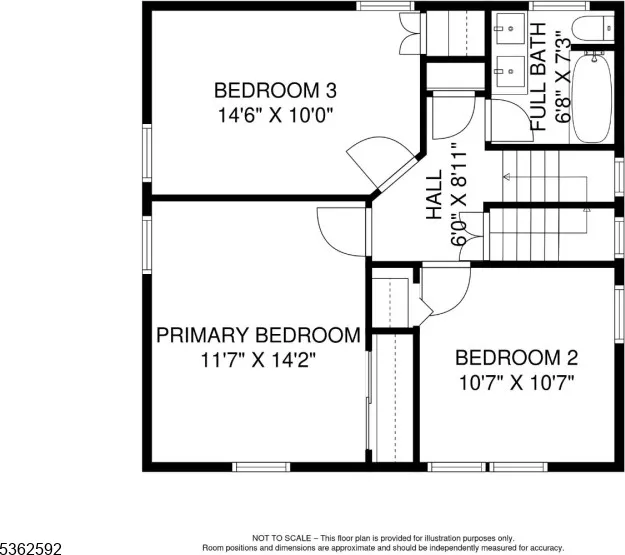 BEDROOM 3
14'6" X 10'0"
FULL BATH
6'8" X 7'3"
HALL
6'0" X 8'11"
PRIMARY BEDROOM
11'7" X 14'2"
BEDROOM 2
10'7" X 10'7"
NOT TO SCALE – This floor plan is provided for illustration purposes only.
Room positions and dimensions are approximate and should be independently measured for accuracy.
5362592